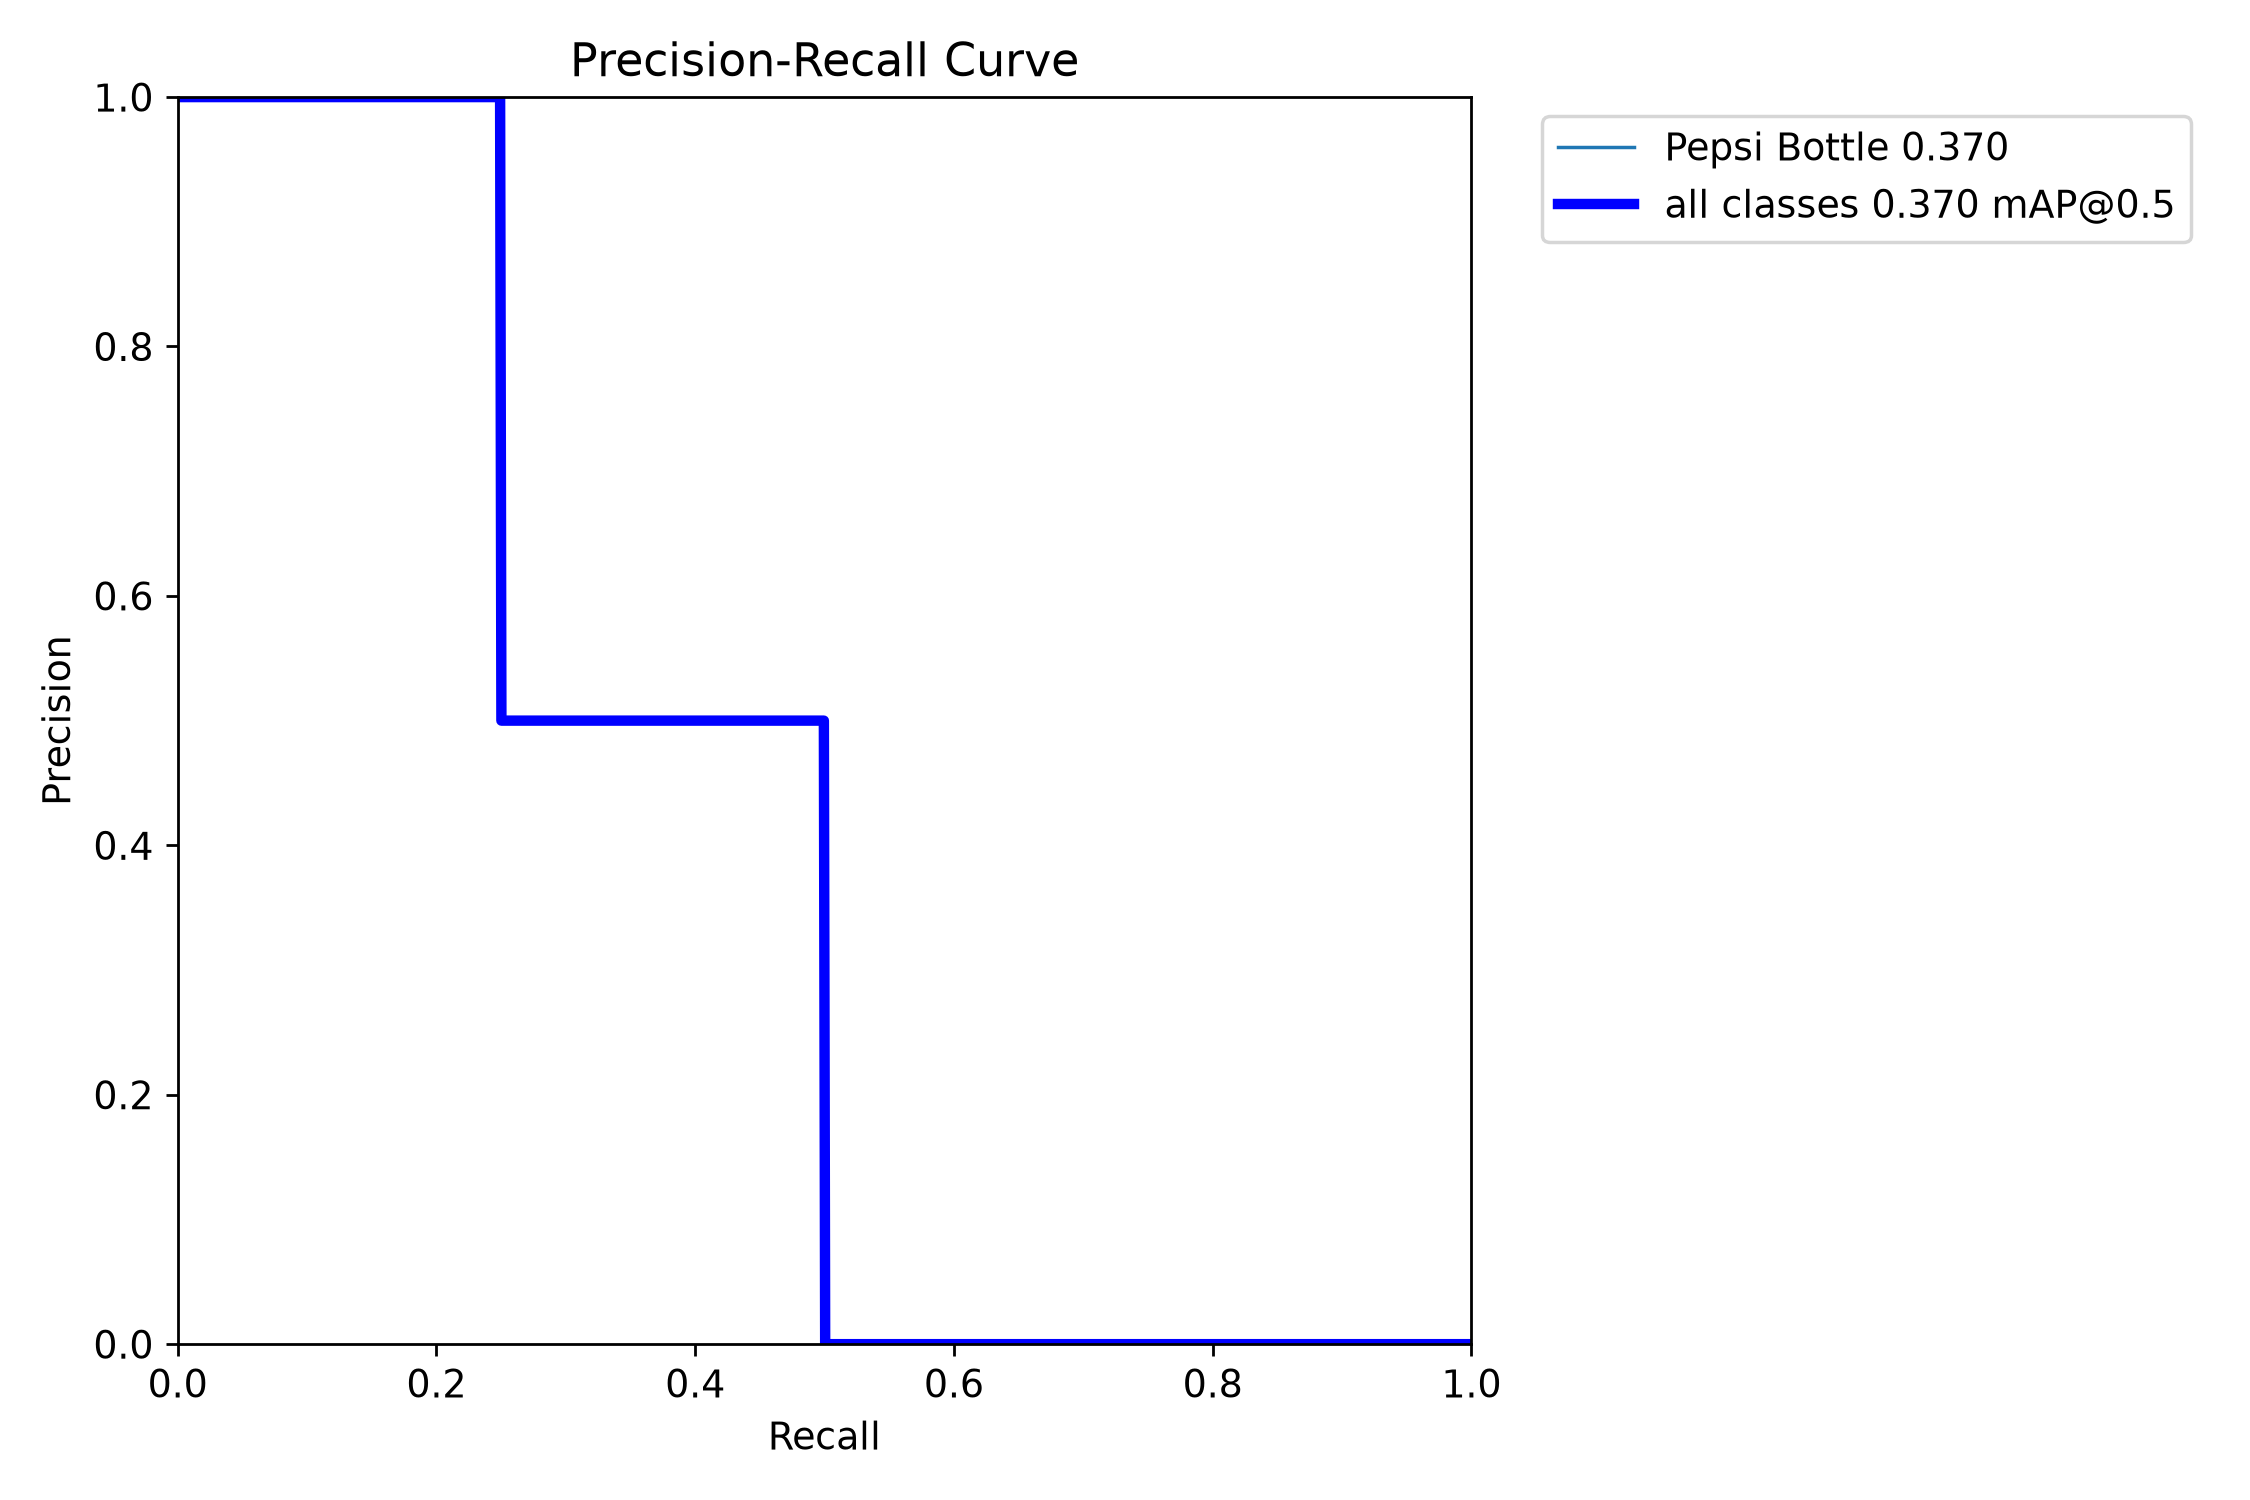 Precision-Recall Curve
Pepsi Bottle 0.370
all classes 0.370 mAP@0.5
Precision
1.0
0.8
0.6
0.4
0.2
0.0
0.0 0.2 0.4 0.6 0.8 1.0
Recall